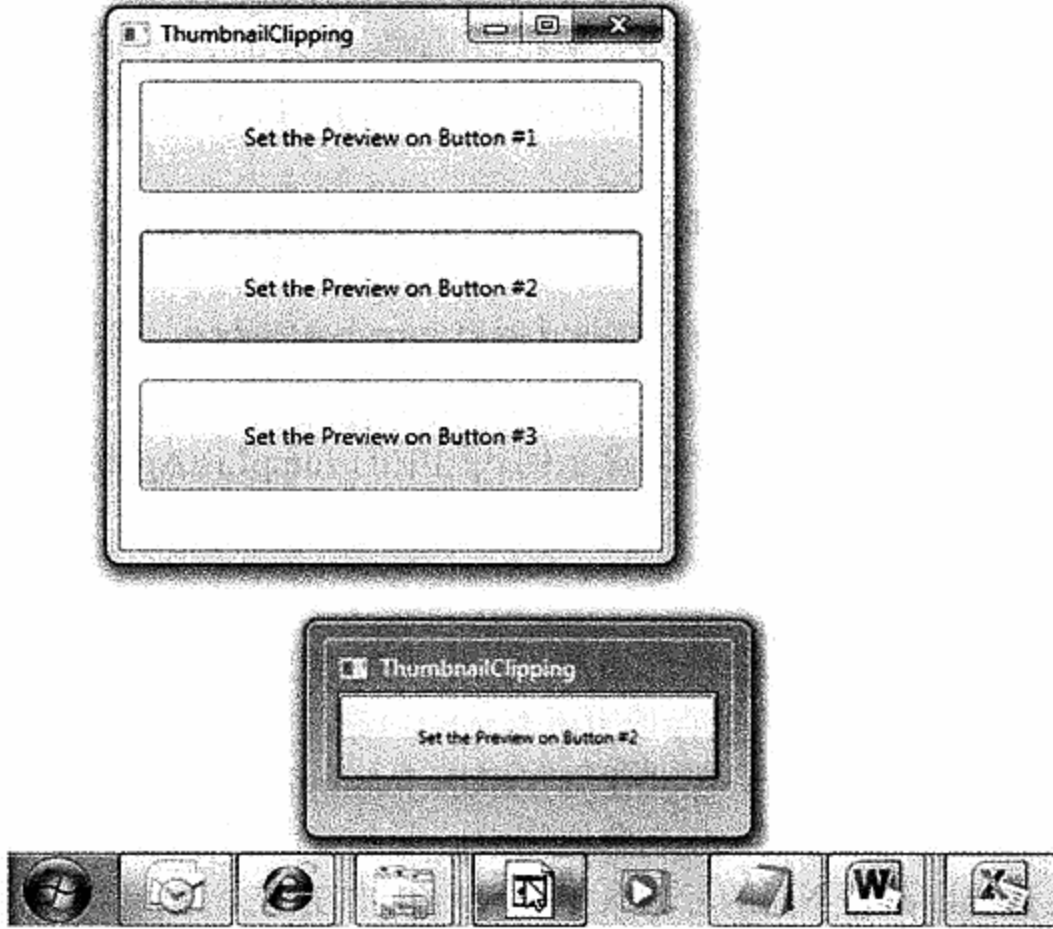 ThumbnailClipping
Set the Preview on Button #1
Set the Preview on Button #2
Set the Preview on Button #3
ThumbnailClipping
Set the Preview on Button #2
W
X